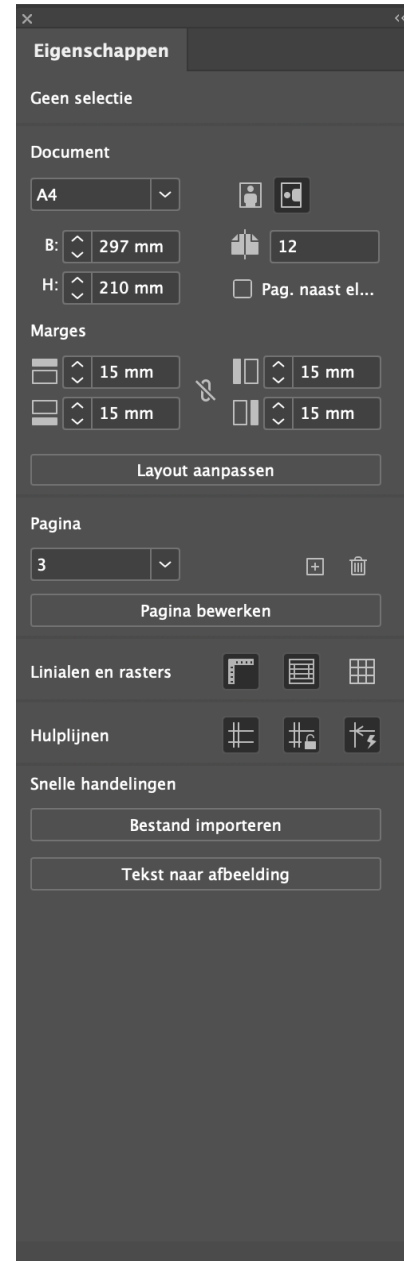 Eigenschappen
Geen selectie
Document
A4
B: 297 mm 12
H: 210 mm Pag. naast el...
Marges
15 mm 15 mm
15 mm 15 mm
Layout aanpassen
Pagina
3
Pagina bewerken
Linialen en rasters
Hulplijnen
Snelle handelingen
Bestand importeren
Tekst naar afbeelding